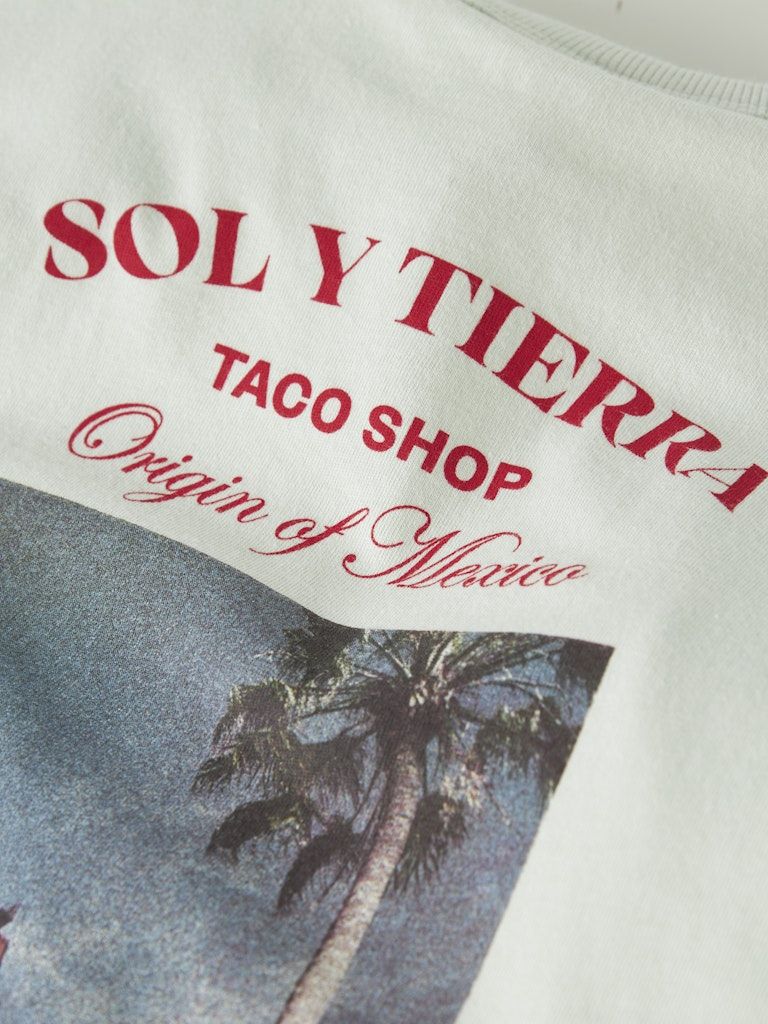 SOL Y TIERRA
TACO SHOP
Origin of Mexico